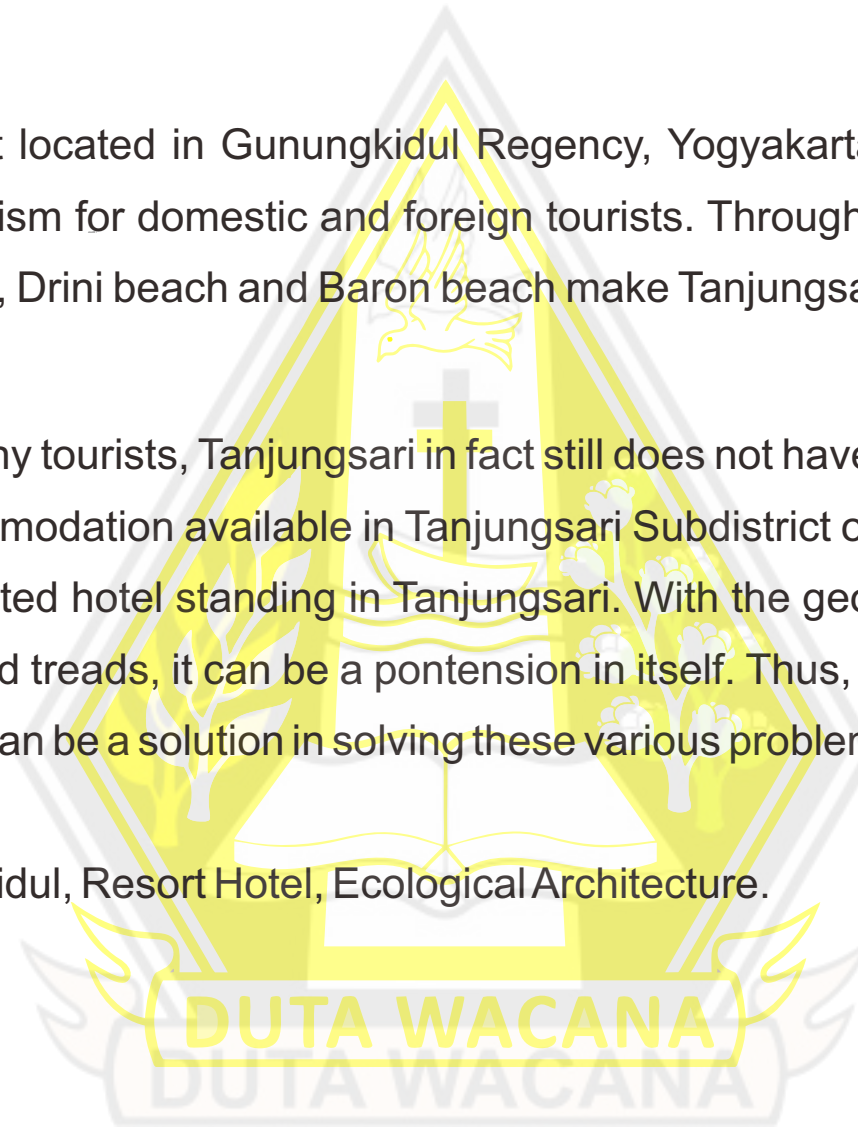 t located in Gunungkidul Regency, Yogyakarta
ism for domestic and foreign tourists. Through
, Drini beach and Baron beach make Tanjungsa
ny tourists, Tanjungsari in fact still does not have
modation available in Tanjungsari Subdistrict o
ted hotel standing in Tanjungsari. With the geo
d treads, it can be a pontension in itself. Thus,
an be a solution in solving these various problem
idul, Resort Hotel, Ecological Architecture.
DUTA WACANA
DUTA WACANA